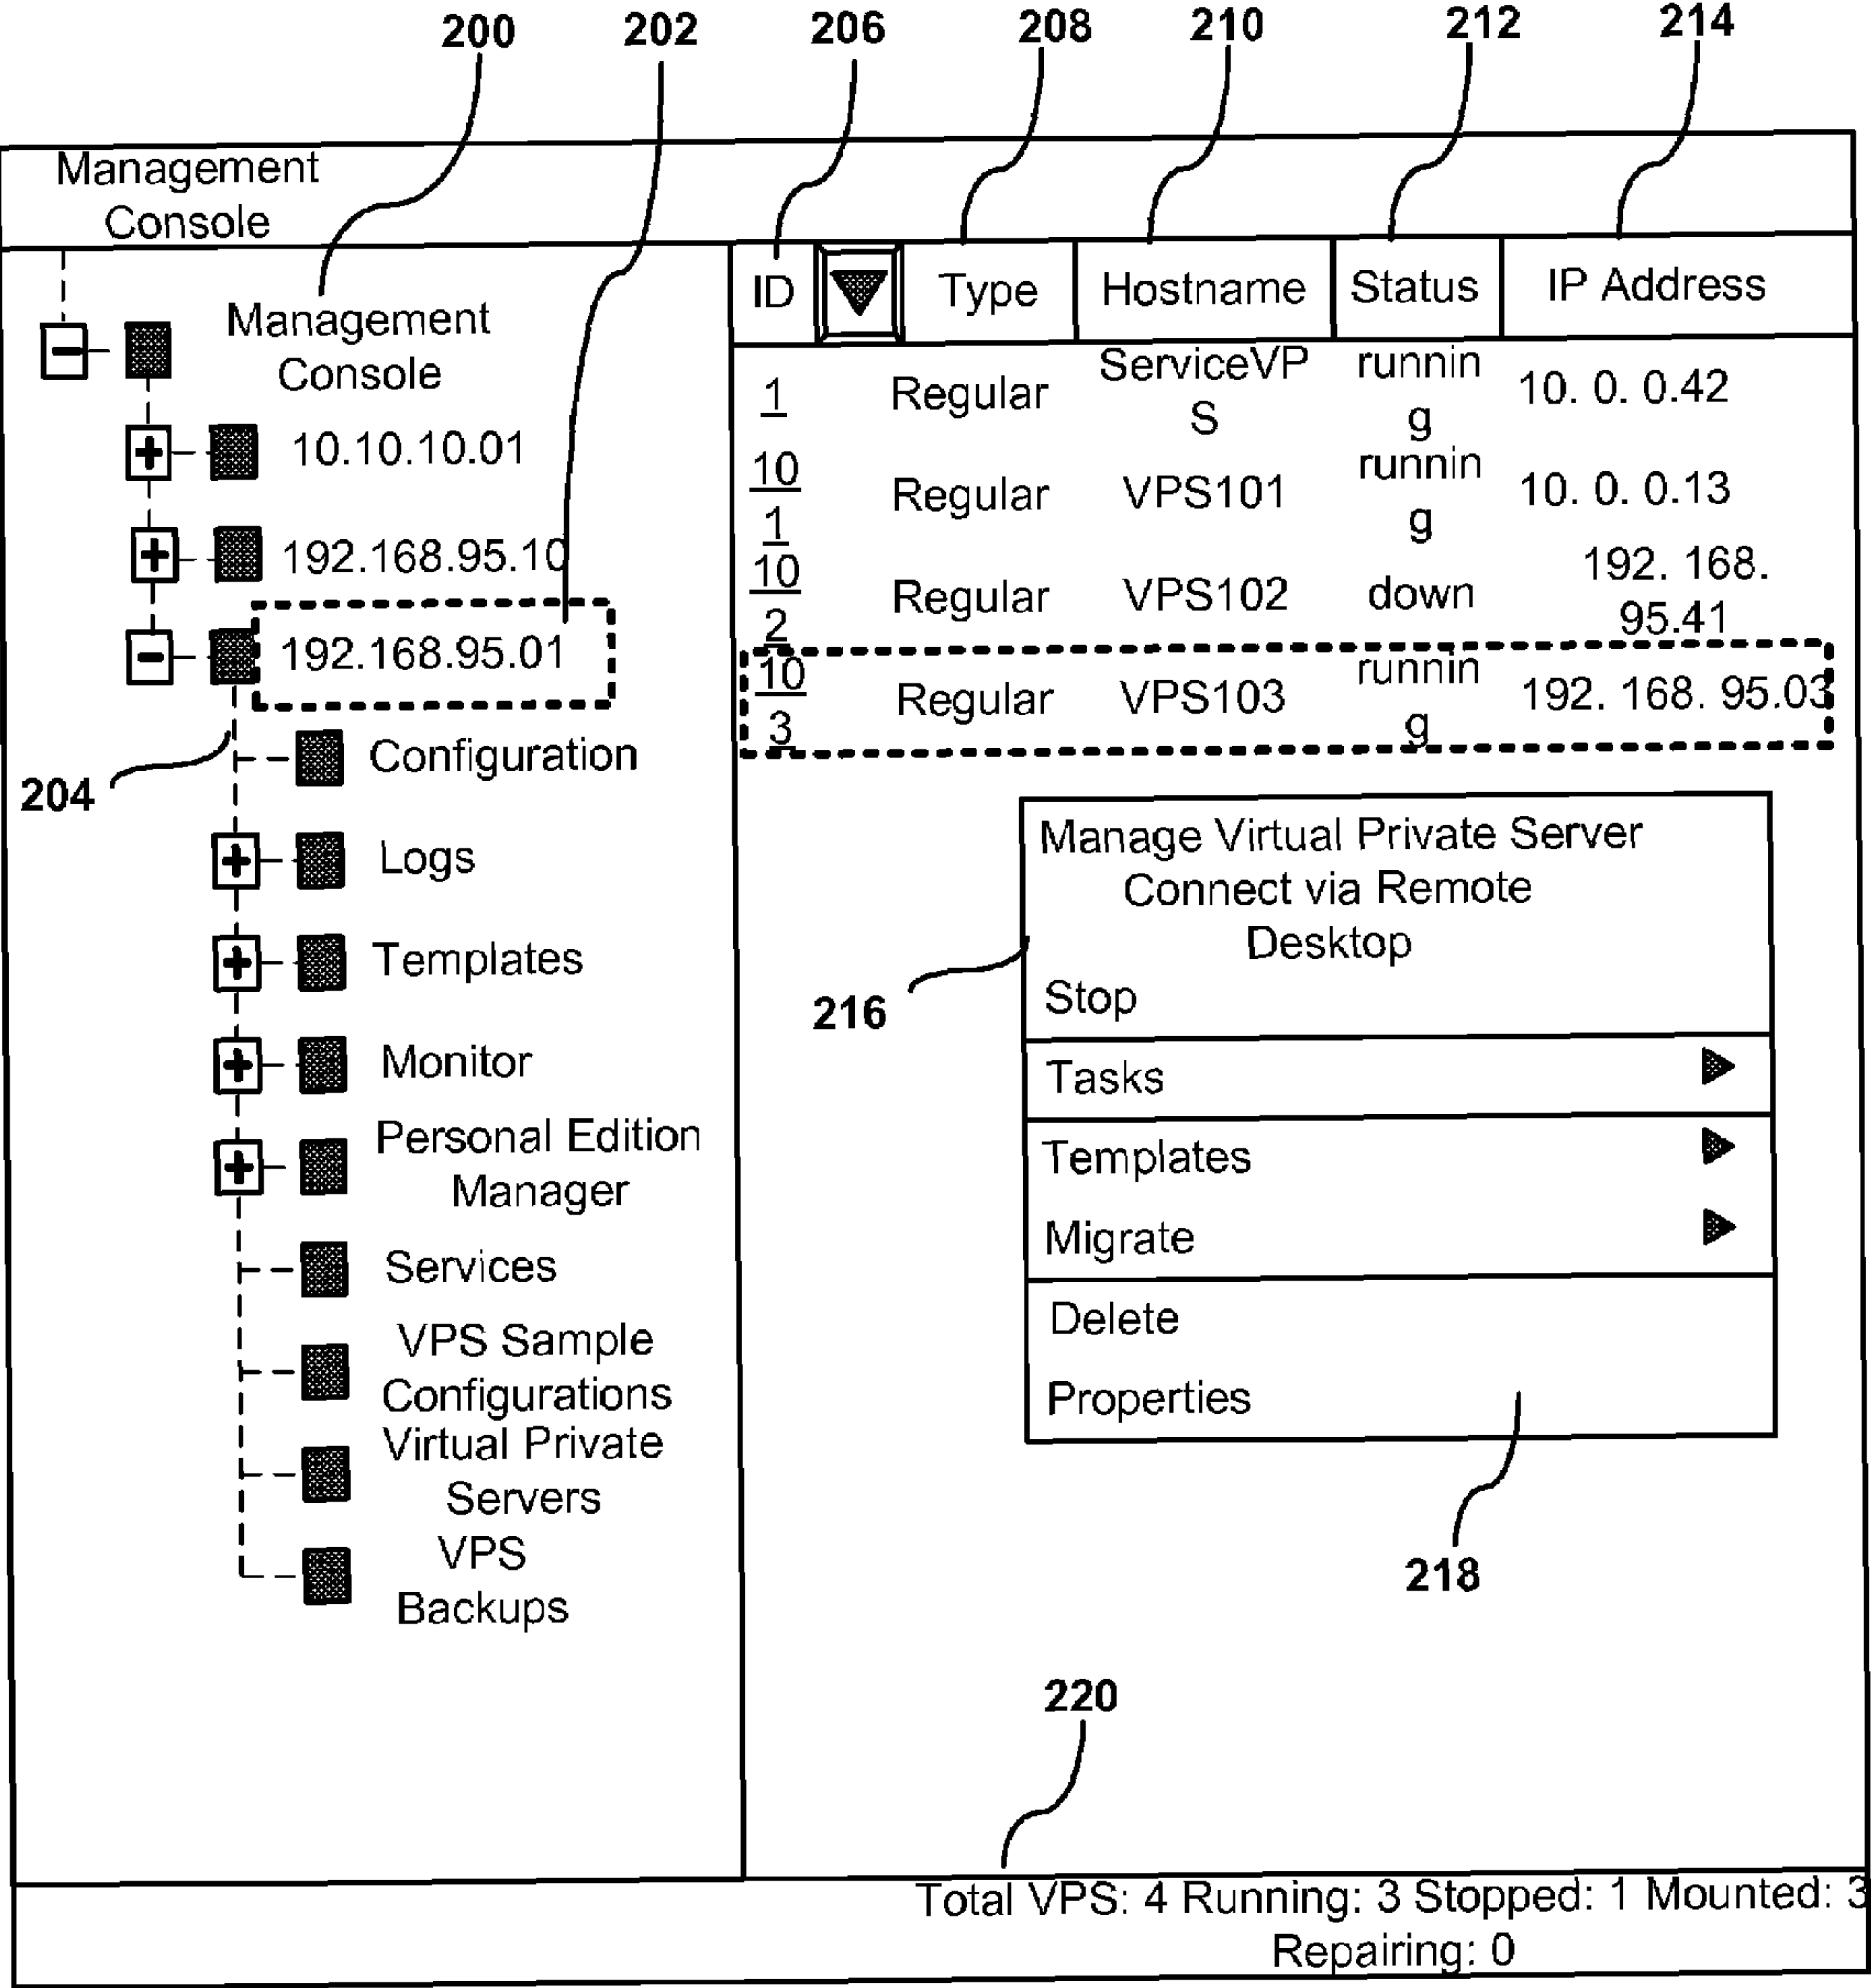 200
202
206
208
210
212
214
Management
Console
Management
Console
10.10.10.01
192.168.95.10
192.168.95.01
204
Configuration
Logs
Templates
Monitor
Personal Edition
Manager
Services
VPS Sample
Configurations
Virtual Private
Servers
VPS
Backups
ID
Type
Hostname
Status
IP Address
1
Regular
ServiceVP
S
runnin
g
10. 0. 0.42
10
1
Regular
VPS101
runnin
g
10. 0. 0.13
10
2
Regular
VPS102
down
192. 168.
95.41
10
3
Regular
VPS103
runnin
g
192. 168. 95.03
216
Manage Virtual Private Server
Connect via Remote
Desktop
Stop
Tasks
Templates
Migrate
Delete
Properties
218
220
Total VPS: 4 Running: 3 Stopped: 1 Mounted: 3
Repairing: 0